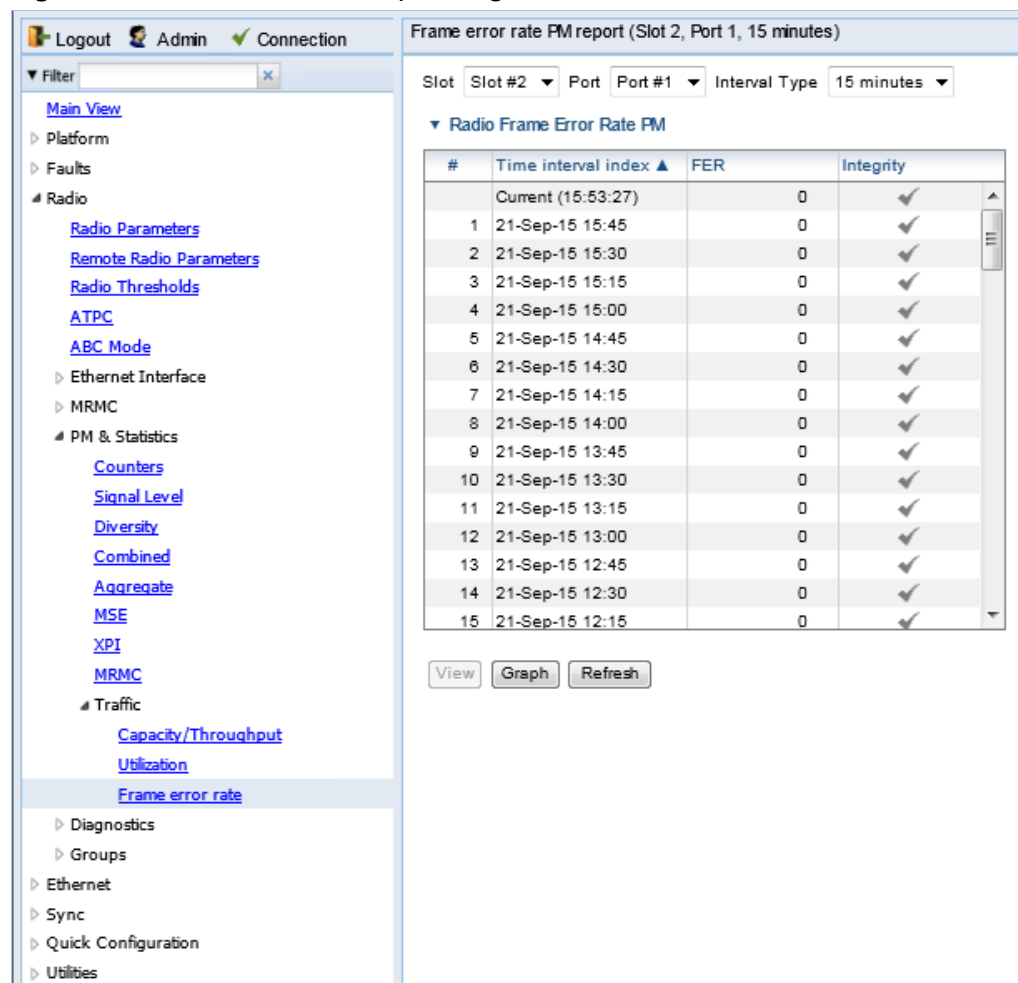 Logout Admin Connection
Filter
Main View
Platform
Faults
Radio
Radio Parameters
Remote Radio Parameters
Radio Thresholds
ATPC
ABC Mode
Ethernet Interface
MRMC
PM & Statistics
Counters
Signal Level
Diversity
Combined
Aggregate
MSE
XPI
MRMC
Traffic
Capacity/Throughput
Utilization
Frame error rate
Diagnostics
Groups
Ethernet
Sync
Quick Configuration
Utilities
Frame error rate PM report (Slot 2, Port 1, 15 minutes)
Slot Slot #2 Port Port #1 Interval Type 15 minutes
Radio Frame Error Rate PM
# Time interval index ▲ FER Integrity
Current (15:53:27) 0
1 21-Sep-15 15:45 0
2 21-Sep-15 15:30 0
3 21-Sep-15 15:15 0
4 21-Sep-15 15:00 0
5 21-Sep-15 14:45 0
6 21-Sep-15 14:30 0
7 21-Sep-15 14:15 0
8 21-Sep-15 14:00 0
9 21-Sep-15 13:45 0
10 21-Sep-15 13:30 0
11 21-Sep-15 13:15 0
12 21-Sep-15 13:00 0
13 21-Sep-15 12:45 0
14 21-Sep-15 12:30 0
15 21-Sep-15 12:15 0
View Graph Refresh